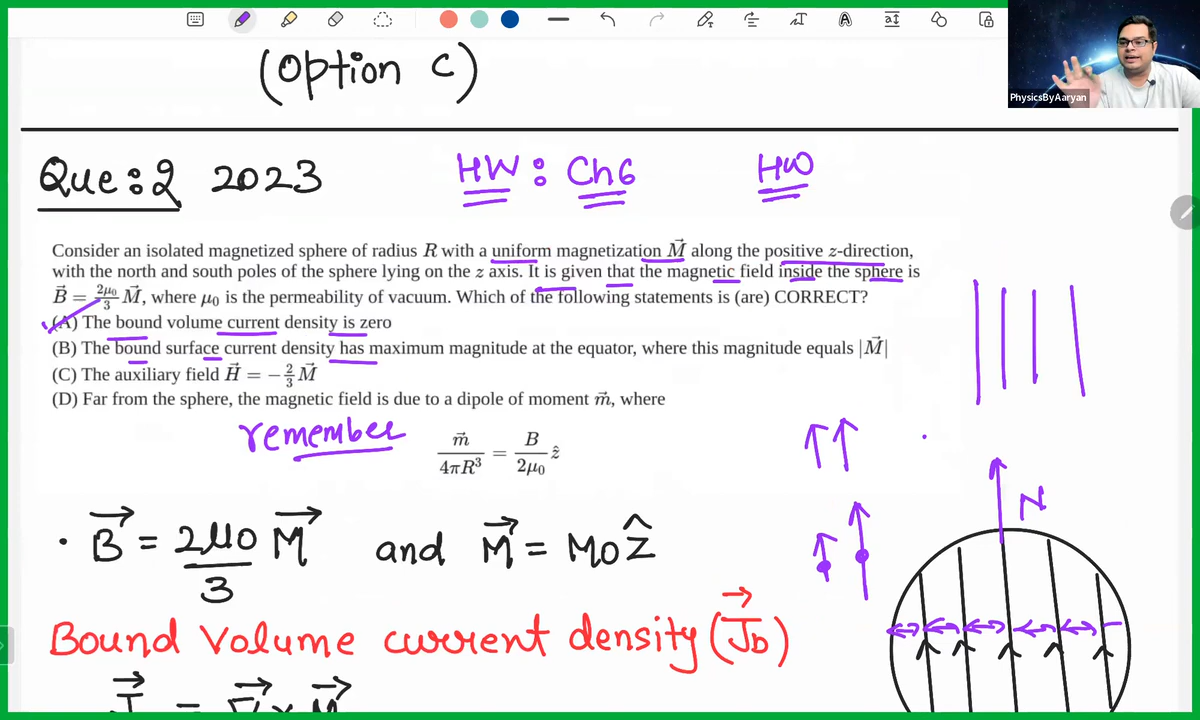 (Option C)
PhysicsByAaryan
Que:2 2023 HW: Ch6 HW
Consider an isolated magnetized sphere of radius R with a uniform magnetization M⃗ along the positive z-direction,
with the north and south poles of the sphere lying on the z axis. It is given that the magnetic field inside the sphere is
B⃗ = 2μ₀/3 M⃗, where μ₀ is the permeability of vacuum. Which of the following statements is (are) CORRECT?
(A) The bound volume current density is zero
(B) The bound surface current density has maximum magnitude at the equator, where this magnitude equals |M⃗|
(C) The auxiliary field H⃗ = −2/3 M⃗
(D) Far from the sphere, the magnetic field is due to a dipole of moment m⃗, where
remember
m⃗/4πR³ = B/2μ₀ ẑ
N
· B⃗ = 2μ₀/3 M⃗ and M⃗ = M₀ẑ
Bound Volume current density (J⃗b)